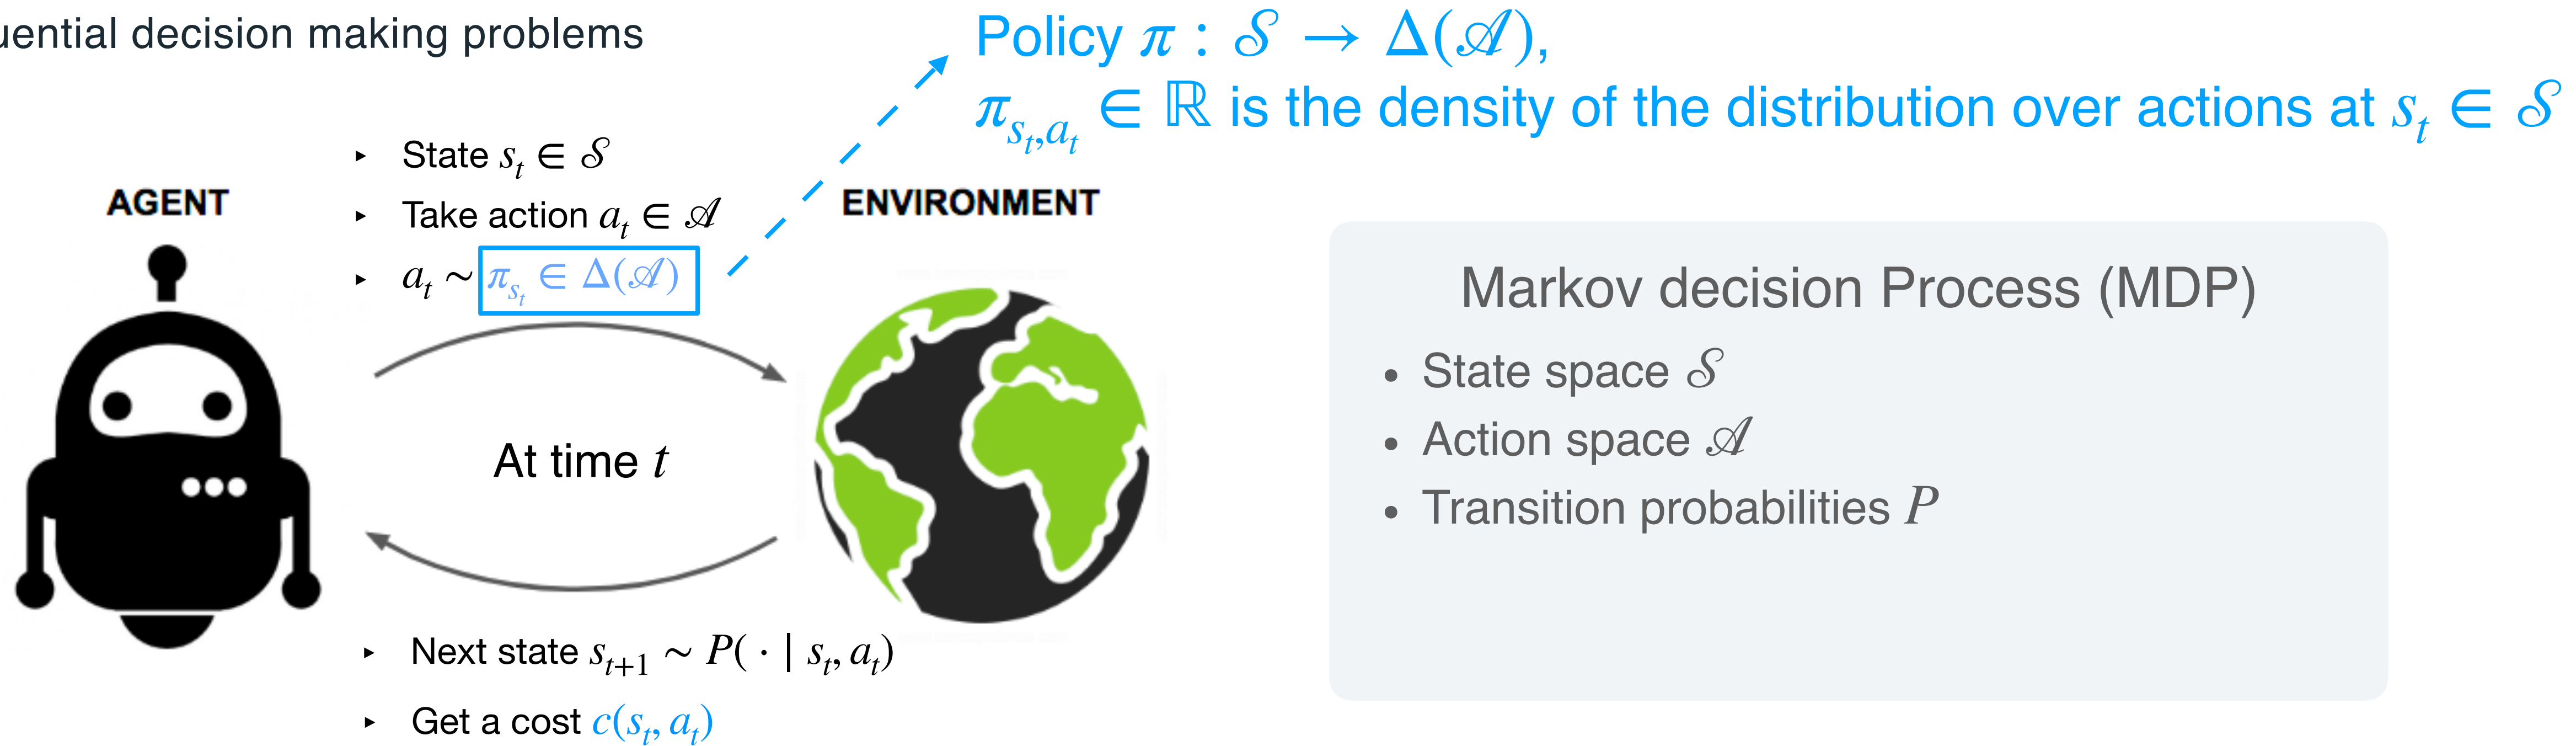 decision making problems
Policy π : 𝒮 → Δ(𝒜),
π_{s_t,a_t} ∈ ℝ is the density of the distribution over actions at s_t ∈ 𝒮
▸ State s_t ∈ 𝒮
▸ Take action a_t ∈ 𝒜
▸ a_t ~ π_{s_t} ∈ Δ(𝒜)
AGENT
ENVIRONMENT
At time t
▸ Next state s_{t+1} ~ P( · | s_t, a_t)
▸ Get a cost c(s_t, a_t)
Markov decision Process (MDP)
• State space 𝒮
• Action space 𝒜
• Transition probabilities P